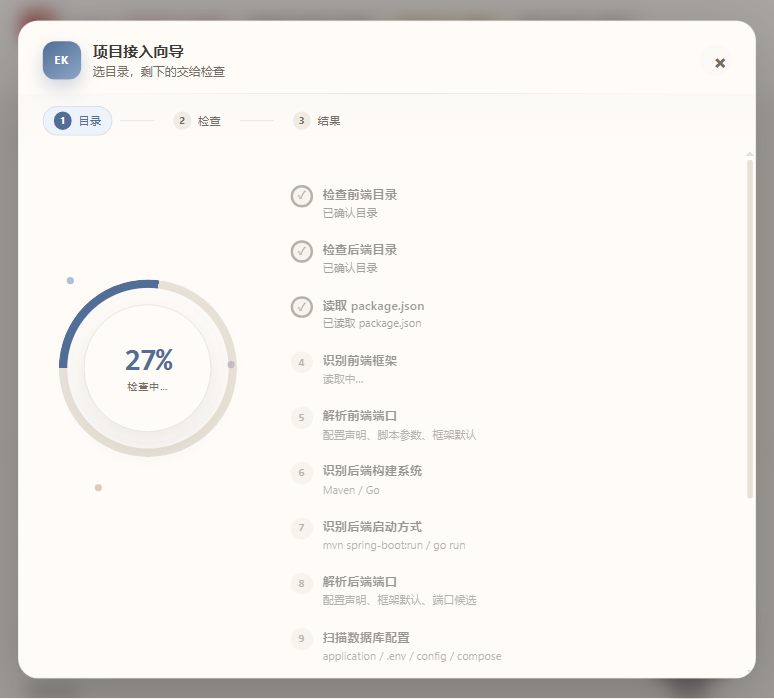 EK
项目接入向导
选目录，剩下的交给检查
×
1 目录
2 检查
3 结果
检查前端目录
已确认目录
检查后端目录
已确认目录
读取 package.json
已读取 package.json
27%
检查中...
4 识别前端框架
读取中...
5 解析前端端口
配置声明、脚本参数、框架默认
6 识别后端构建系统
Maven / Go
7 识别后端启动方式
mvn spring-boot:run / go run
8 解析后端端口
配置声明、框架默认、端口候选
9 扫描数据库配置
application / .env / config / compose